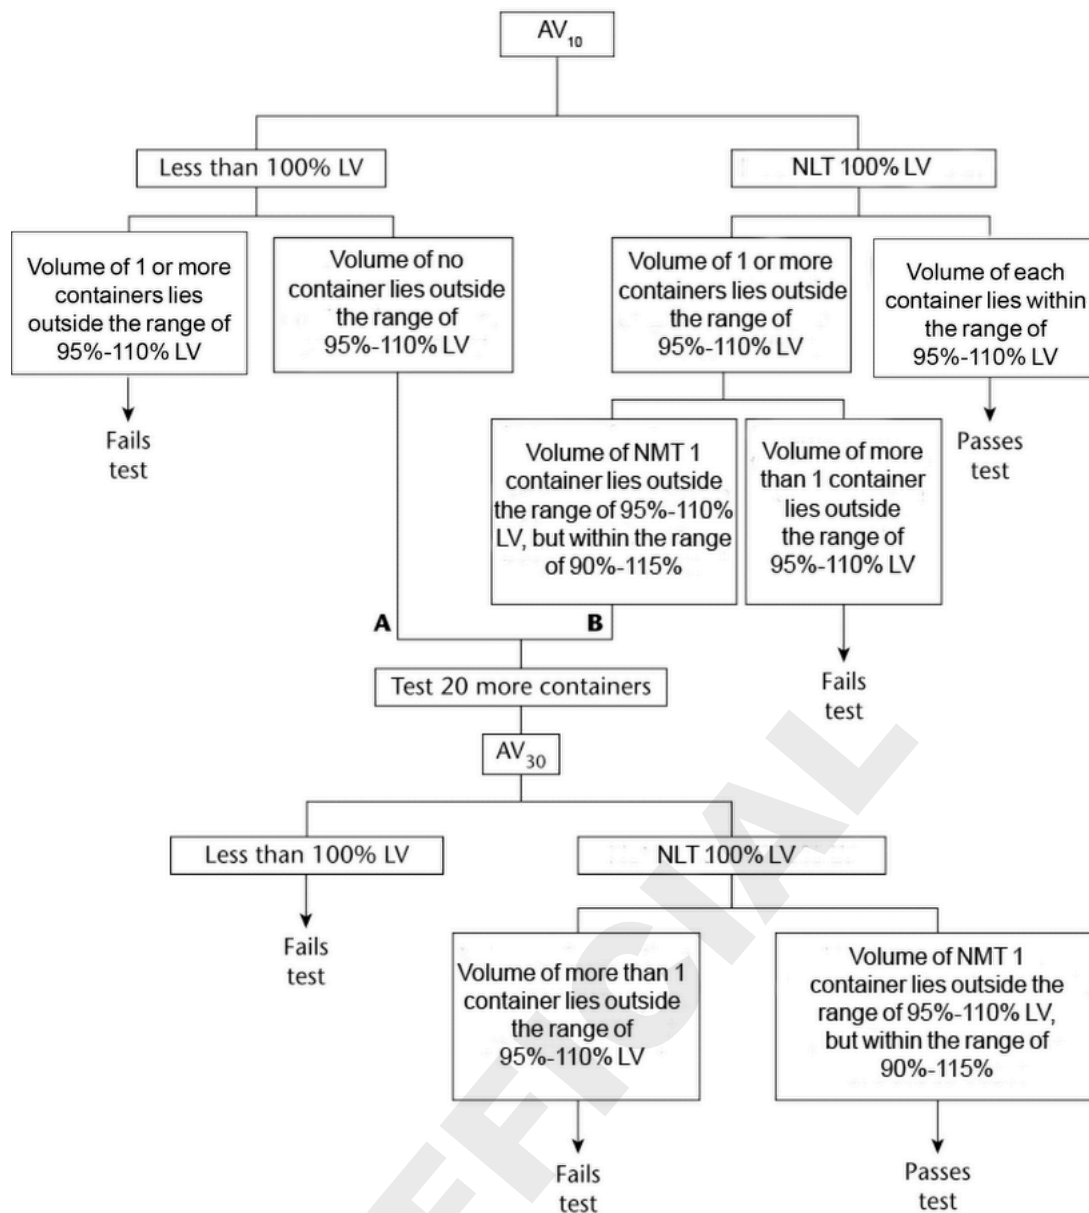 AV10
Less than 100% LV
NLT 100% LV
Volume of 1 or more
containers lies
outside the range of
95%-110% LV
Volume of no
container lies outside
the range of
95%-110% LV
Volume of 1 or more
containers lies outside
the range of
95%-110% LV
Volume of each
container lies within
the range of
95%-110% LV
Fails
test
Volume of NMT 1
container lies outside
the range of 95%-110%
LV, but within the range
of 90%-115%
Volume of more
than 1 container
lies outside
the range of
95%-110% LV
Passes
test
A
B
Test 20 more containers
Fails
test
AV30
Less than 100% LV
NLT 100% LV
Fails
test
Volume of more than 1
container lies outside
the range of
95%-110% LV
Volume of NMT 1
container lies outside the
range of 95%-110% LV,
but within the range of
90%-115%
Fails
test
Passes
test
FFICIAL